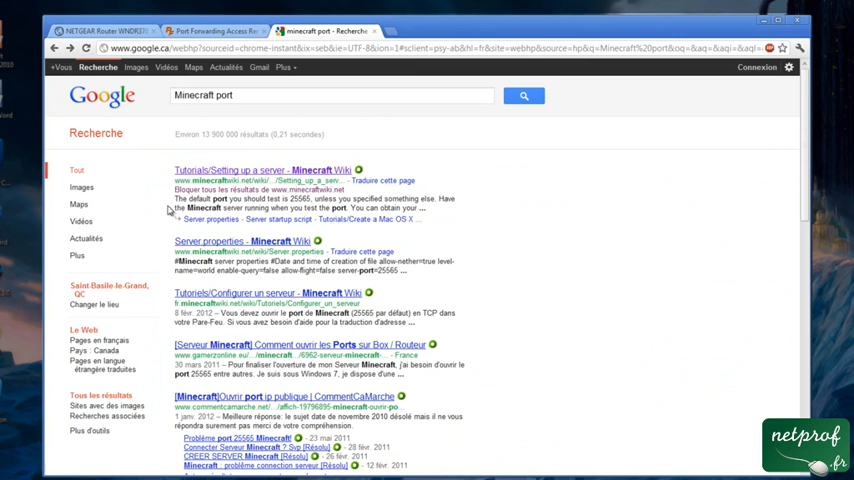 NETGEAR Router WNDR37
Port Forwarding Access Re
minecraft port - Recherche
www.google.ca/webhp?sourceid=chrome-instant&ix=seb&ie=UTF-8&ion=1#sclient=psy-ab&hl=fr&site=webhp&source=hp&q=Minecraft%20port&oq=&aq=&aqi=&aql=
+Vous Recherche Images Vidéos Maps Actualités Gmail Plus
Connexion
Google
Minecraft port
Recherche
Environ 13 900 000 résultats (0,21 secondes)
Tout
Images
Maps
Vidéos
Actualités
Plus
Saint-Basile-le-Grand,
QC
Changer le lieu
Le Web
Pages en français
Pays : Canada
Pages en langue
étrangère traduites
Tous les résultats
Sites avec des images
Recherches associées
Plus d'outils
Tutorials/Setting up a server - Minecraft Wiki
www.minecraftwiki.net/wiki/.../Setting_up_a_serv... - Traduire cette page
Bloquer tous les résultats de www.minecraftwiki.net
The default port you should test is 25565, unless you specified something else. Have
the Minecraft server running when you test the port. You can obtain your ...
Server properties - Server startup script - Tutorials/Create a Mac OS X ...
Server properties - Minecraft Wiki
www.minecraftwiki.net/wiki/Server.properties - Traduire cette page
#Minecraft server properties #Date and time of creation of file allow-nether=true level-
name=world enable-query=false allow-flight=false server-port=25565 ...
Tutoriels/Configurer un serveur - Minecraft Wiki
fr.minecraftwiki.net/wiki/Tutoriels/Configurer_un_serveur
8 févr. 2012 – Vous devez ouvrir le port de Minecraft (25565 par défaut) en TCP dans
votre Pare-Feu. Si vous avez besoin d'aide pour la traduction d'adresse ...
[Serveur Minecraft] Comment ouvrir les Ports sur Box / Routeur
www.gamerzonline.eu/.../minecraft.../6962-serveur-minecraft-... - France
30 mars 2011 – Pour finaliser l'ouverture de mon Serveur Minecraft, j'ai besoin d'ouvrir le
port 25565 entre autres. Je suis sous Windows 7, je dispose d'une ...
[Minecraft]Ouvrir port ip publique | CommentCaMarche
www.commentcamarche.net/.../affich-19796895-minecraft-ouvrir-po...
1 janv. 2012 – Meilleure réponse: le sujet date de novembre 2010 désolé mais il ne
répondra surement pas.
Problème port 25565 Minecraft! - 23 mai 2011
Connecter Serveur Minecraft ? Svp [Résolu] - 28 févr. 2011
CREER SERVER Minecraft [Résolu] - 26 févr. 2011
Minecraft : problème connection serveur [Résolu] - 12 févr. 2011
netprof
.fr